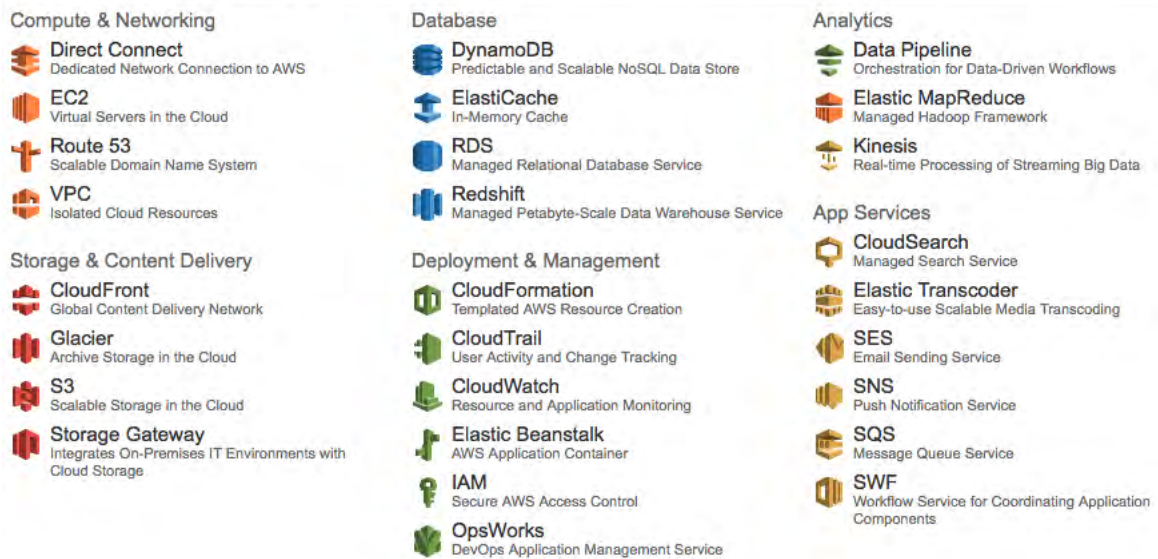 Compute & Networking
Direct Connect
Dedicated Network Connection to AWS
EC2
Virtual Servers in the Cloud
Route 53
Scalable Domain Name System
VPC
Isolated Cloud Resources
Storage & Content Delivery
CloudFront
Global Content Delivery Network
Glacier
Archive Storage in the Cloud
S3
Scalable Storage in the Cloud
Storage Gateway
Integrates On-Premises IT Environments with
Cloud Storage
Database
DynamoDB
Predictable and Scalable NoSQL Data Store
ElastiCache
In-Memory Cache
RDS
Managed Relational Database Service
Redshift
Managed Petabyte-Scale Data Warehouse Service
Deployment & Management
CloudFormation
Templated AWS Resource Creation
CloudTrail
User Activity and Change Tracking
CloudWatch
Resource and Application Monitoring
Elastic Beanstalk
AWS Application Container
IAM
Secure AWS Access Control
OpsWorks
DevOps Application Management Service
Analytics
Data Pipeline
Orchestration for Data-Driven Workflows
Elastic MapReduce
Managed Hadoop Framework
Kinesis
Real-time Processing of Streaming Big Data
App Services
CloudSearch
Managed Search Service
Elastic Transcoder
Easy-to-use Scalable Media Transcoding
SES
Email Sending Service
SNS
Push Notification Service
SQS
Message Queue Service
SWF
Workflow Service for Coordinating Application
Components